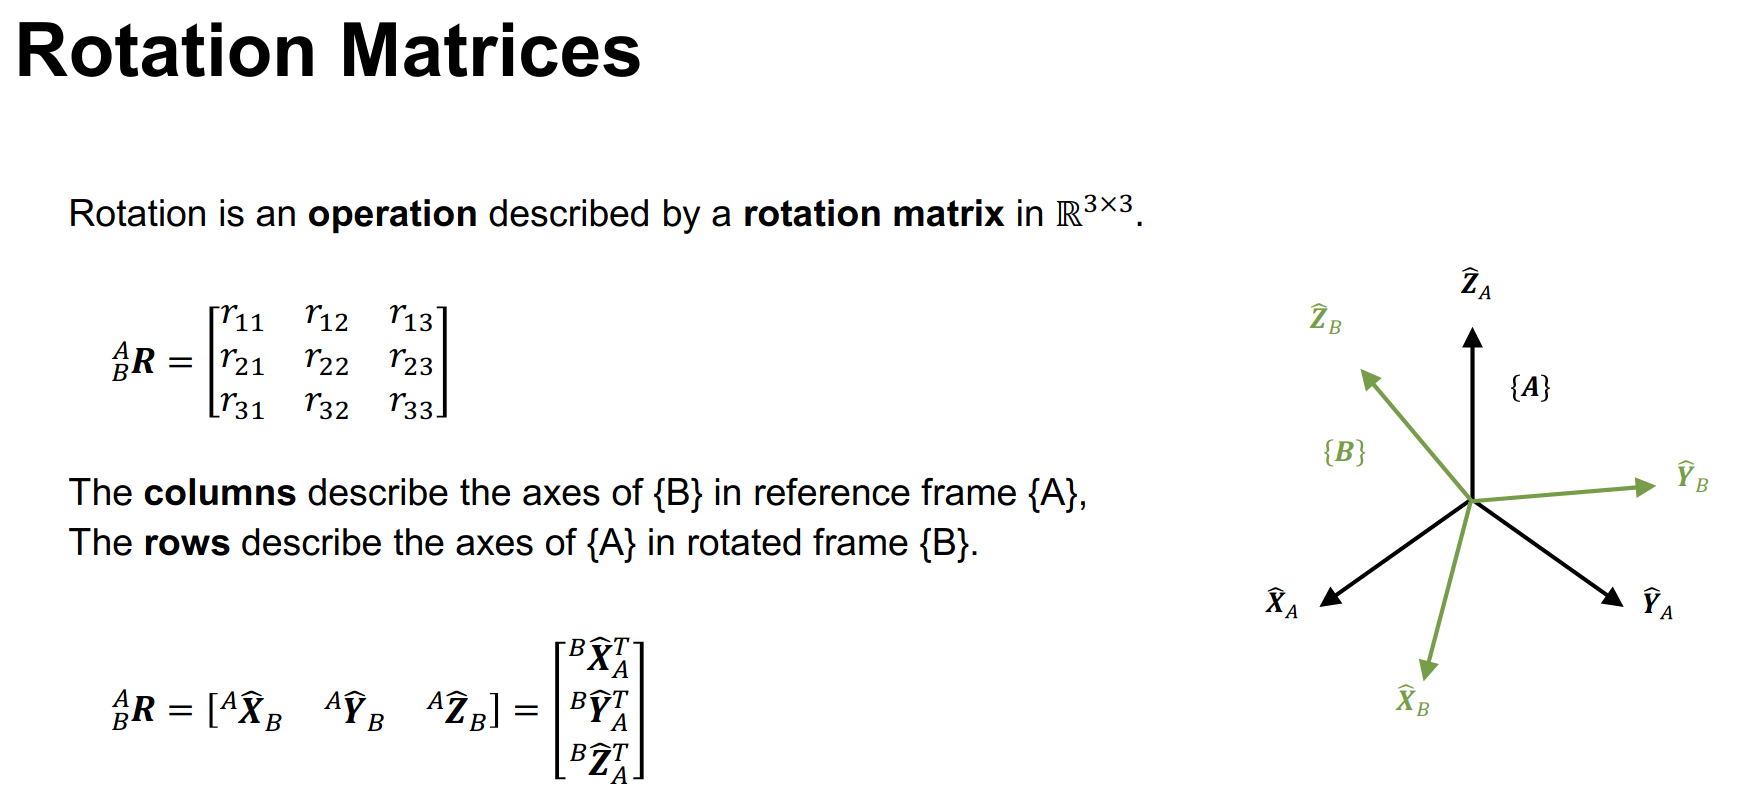 Rotation Matrices
Rotation is an operation described by a rotation matrix in ℝ³ˣ³.
$^A_B\boldsymbol{R} = \begin{bmatrix} r_{11} & r_{12} & r_{13} \\ r_{21} & r_{22} & r_{23} \\ r_{31} & r_{32} & r_{33} \end{bmatrix}$
The columns describe the axes of {B} in reference frame {A},
The rows describe the axes of {A} in rotated frame {B}.
$^A_B\boldsymbol{R} = [^A\hat{\boldsymbol{X}}_B \quad ^A\hat{\boldsymbol{Y}}_B \quad ^A\hat{\boldsymbol{Z}}_B] = \begin{bmatrix} ^B\hat{\boldsymbol{X}}_A^T \\ ^B\hat{\boldsymbol{Y}}_A^T \\ ^B\hat{\boldsymbol{Z}}_A^T \end{bmatrix}$
$\hat{\boldsymbol{Z}}_A$
$\hat{\boldsymbol{Z}}_B$
{A}
{B}
$\hat{\boldsymbol{Y}}_B$
$\hat{\boldsymbol{X}}_A$
$\hat{\boldsymbol{Y}}_A$
$\hat{\boldsymbol{X}}_B$